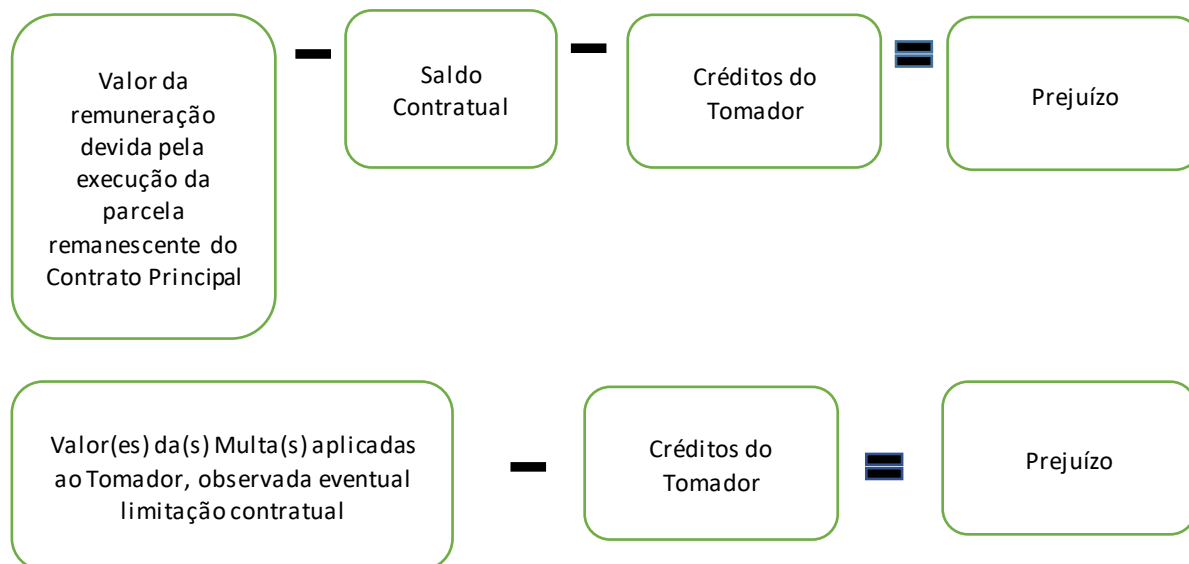 Valor da
remuneração
devida pela
execução da
parcela
remanescente do
Contrato Principal
Saldo
Contratual
Créditos do
Tomador
Prejuízo
Valor(es) da(s) Multa(s) aplicadas
ao Tomador, observada eventual
limitação contratual
Créditos do
Tomador
Prejuízo